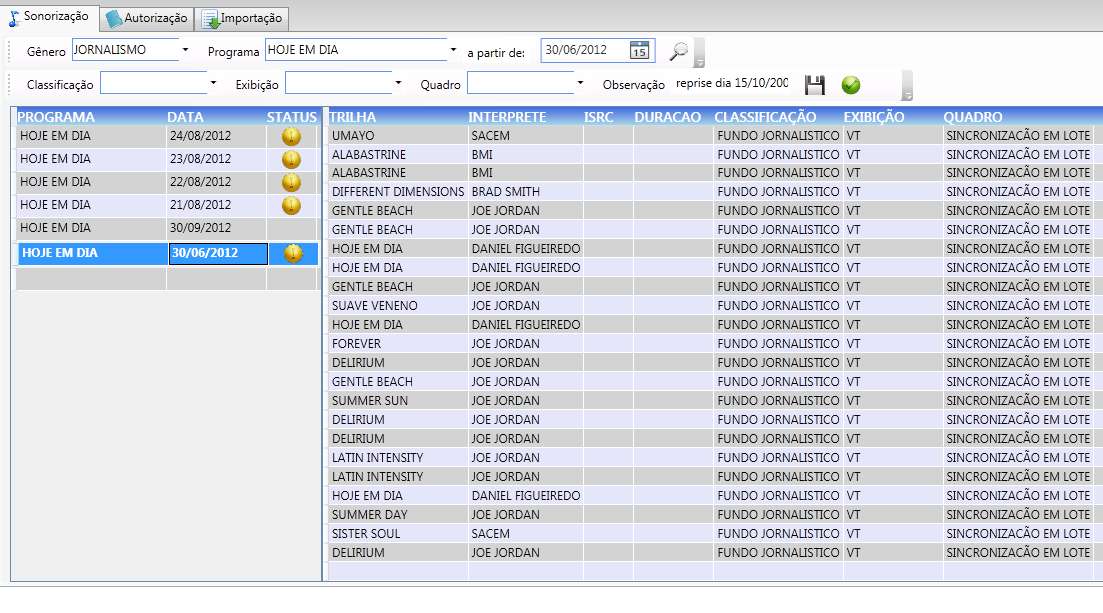 Sonorização Autorização Importação
Gênero JORNALISMO Programa HOJE EM DIA a partir de: 30/06/2012 15
Classificação Exibição Quadro Observação reprise dia 15/10/200
PROGRAMA DATA STATUS
HOJE EM DIA 24/08/2012
HOJE EM DIA 23/08/2012
HOJE EM DIA 22/08/2012
HOJE EM DIA 21/08/2012
HOJE EM DIA 30/09/2012
HOJE EM DIA 30/06/2012
TRILHA INTERPRETE ISRC DURACAO CLASSIFICAÇÃO EXIBIÇÃO QUADRO
UMAYO SACEM FUNDO JORNALISTICO VT SINCRONIZACÃO EM LOTE
ALABASTRINE BMI FUNDO JORNALISTICO VT SINCRONIZACÃO EM LOTE
ALABASTRINE BMI FUNDO JORNALISTICO VT SINCRONIZACÃO EM LOTE
DIFFERENT DIMENSIONS BRAD SMITH FUNDO JORNALISTICO VT SINCRONIZACÃO EM LOTE
GENTLE BEACH JOE JORDAN FUNDO JORNALISTICO VT SINCRONIZACÃO EM LOTE
GENTLE BEACH JOE JORDAN FUNDO JORNALISTICO VT SINCRONIZACÃO EM LOTE
HOJE EM DIA DANIEL FIGUEIREDO FUNDO JORNALISTICO VT SINCRONIZACÃO EM LOTE
HOJE EM DIA DANIEL FIGUEIREDO FUNDO JORNALISTICO VT SINCRONIZACÃO EM LOTE
GENTLE BEACH JOE JORDAN FUNDO JORNALISTICO VT SINCRONIZACÃO EM LOTE
SUAVE VENENO JOE JORDAN FUNDO JORNALISTICO VT SINCRONIZACÃO EM LOTE
HOJE EM DIA DANIEL FIGUEIREDO FUNDO JORNALISTICO VT SINCRONIZACÃO EM LOTE
FOREVER JOE JORDAN FUNDO JORNALISTICO VT SINCRONIZACÃO EM LOTE
DELIRIUM JOE JORDAN FUNDO JORNALISTICO VT SINCRONIZACÃO EM LOTE
GENTLE BEACH JOE JORDAN FUNDO JORNALISTICO VT SINCRONIZACÃO EM LOTE
SUMMER SUN JOE JORDAN FUNDO JORNALISTICO VT SINCRONIZACÃO EM LOTE
DELIRIUM JOE JORDAN FUNDO JORNALISTICO VT SINCRONIZACÃO EM LOTE
DELIRIUM JOE JORDAN FUNDO JORNALISTICO VT SINCRONIZACÃO EM LOTE
LATIN INTENSITY JOE JORDAN FUNDO JORNALISTICO VT SINCRONIZACÃO EM LOTE
LATIN INTENSITY JOE JORDAN FUNDO JORNALISTICO VT SINCRONIZACÃO EM LOTE
HOJE EM DIA DANIEL FIGUEIREDO FUNDO JORNALISTICO VT SINCRONIZACÃO EM LOTE
SUMMER DAY JOE JORDAN FUNDO JORNALISTICO VT SINCRONIZACÃO EM LOTE
SISTER SOUL SACEM FUNDO JORNALISTICO VT SINCRONIZACÃO EM LOTE
DELIRIUM JOE JORDAN FUNDO JORNALISTICO VT SINCRONIZACÃO EM LOTE